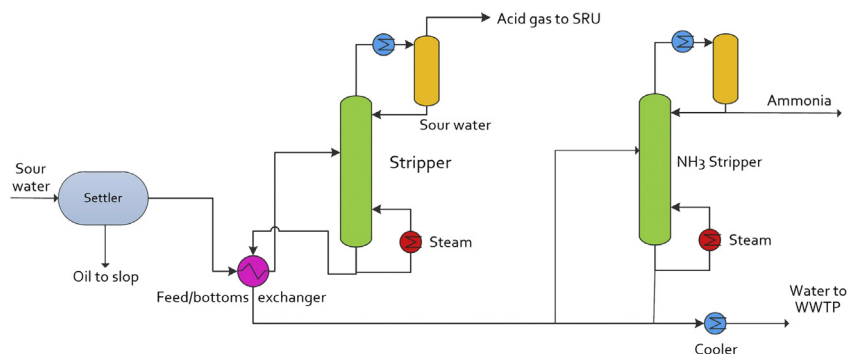 Acid gas to SRU
Ammonia
Sour water
Stripper
NH3 Stripper
Sour
water
Settler
Steam
Steam
Oil to slop
Feed/bottoms exchanger
Water to
WWTP
Cooler